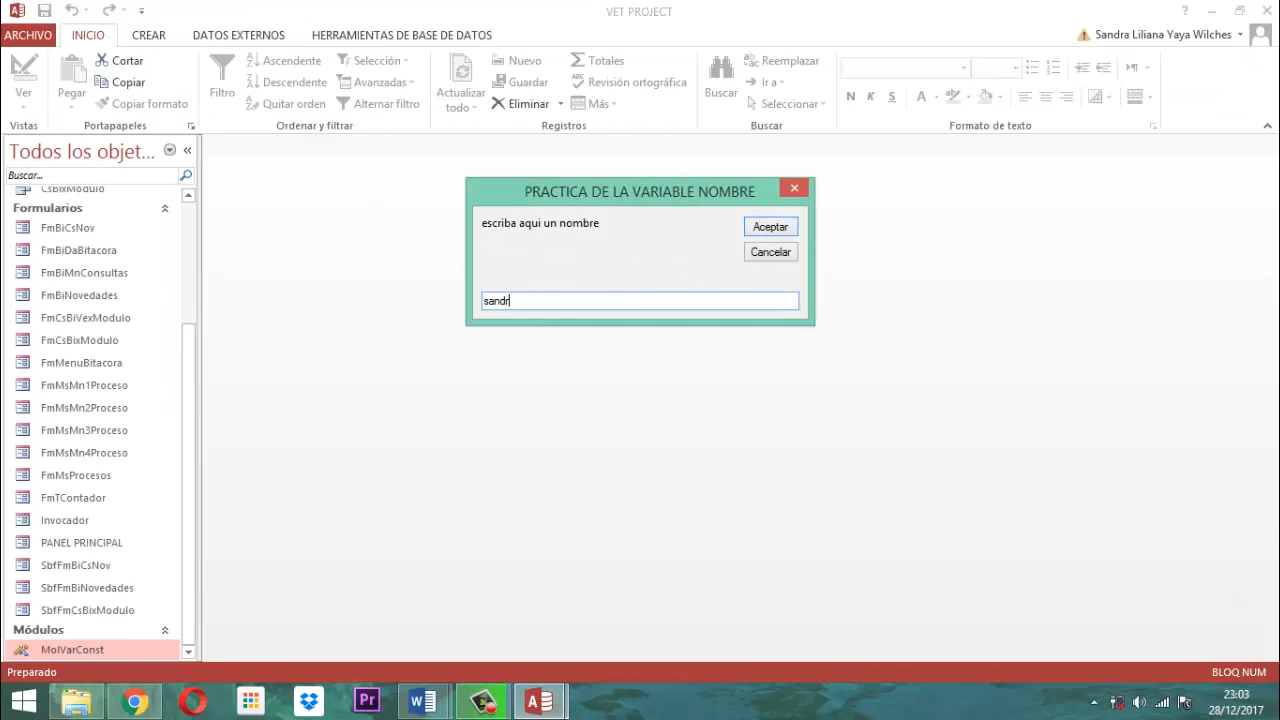 VET PROJECT
ARCHIVO INICIO CREAR DATOS EXTERNOS HERRAMIENTAS DE BASE DE DATOS Sandra Liliana Yaya Wilches
Ver
Vistas
Pegar
Cortar
Copiar
Copiar formato
Portapapeles
Filtro
Ascendente
Descendente
Quitar orden
Selección
Avanzadas
Alternar filtro
Ordenar y filtrar
Actualizar
todo
Nuevo
Guardar
Eliminar
Totales
Revisión ortográfica
Más
Registros
Buscar
Reemplazar
Ir a
Seleccionar
Buscar
N K S A
Formato de texto
Todos los objet...
Buscar...
CsBixModulo
Formularios
FmBiCsNov
FmBiDaBitacora
FmBiMnConsultas
FmBiNovedades
FmCsBiVexModulo
FmCsBixModulo
FmMenuBitacora
FmMsMn1Proceso
FmMsMn2Proceso
FmMsMn3Proceso
FmMsMn4Proceso
FmMsProcesos
FmTContador
Invocador
PANEL PRINCIPAL
SbfFmBiCsNov
SbfFmBiNovedades
SbfFmCsBixModulo
Módulos
MolVarConst
PRACTICA DE LA VARIABLE NOMBRE
escriba aqui un nombre
Aceptar
Cancelar
sandr
Preparado
BLOQ NUM
23:03
28/12/2017